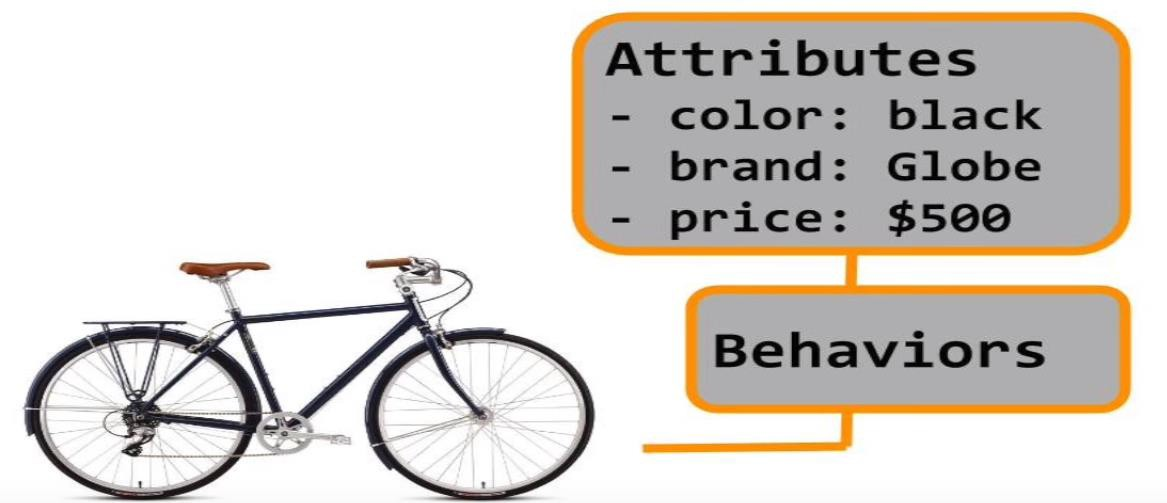 Attributes
- color: black
- brand: Globe
- price: $500
Behaviors